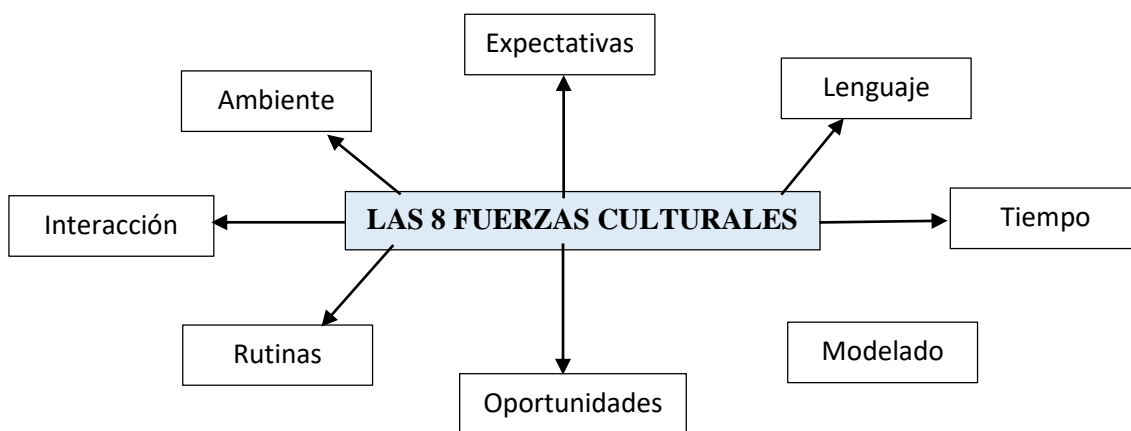 Expectativas
Ambiente
Lenguaje
LAS 8 FUERZAS CULTURALES
Interacción
Tiempo
Rutinas
Modelado
Oportunidades